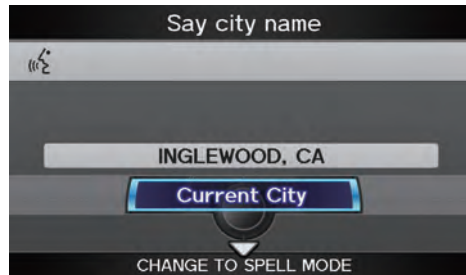 Say city name
INGLEWOOD, CA
Current City
CHANGE TO SPELL MODE